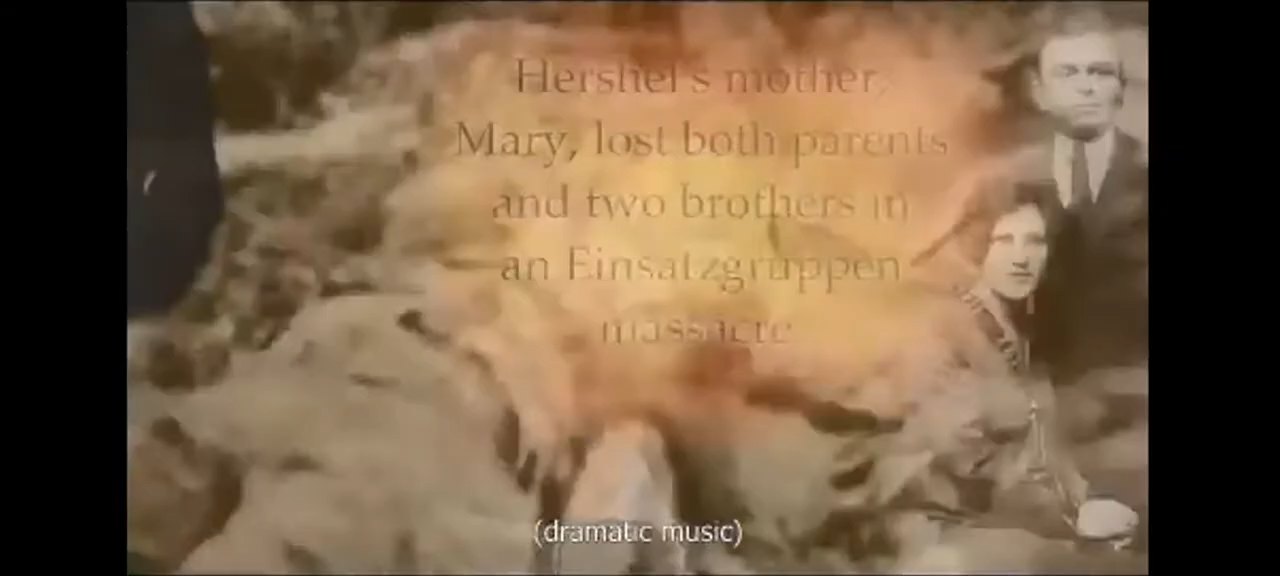 Hershel's mother,
Mary, lost both parents
and two brothers in
an Einsatzgruppen
massacre
(dramatic music)